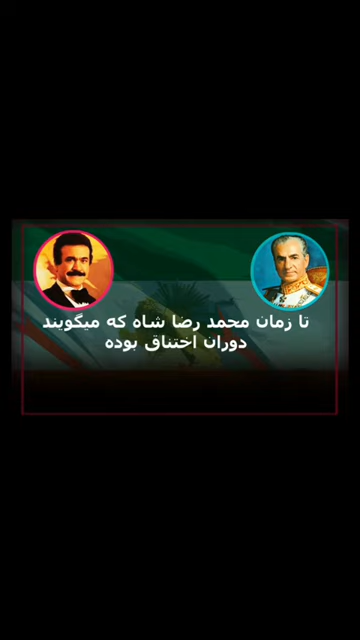 تا زمان محمد رضا شاه که میگویند
دوران اختناق بوده